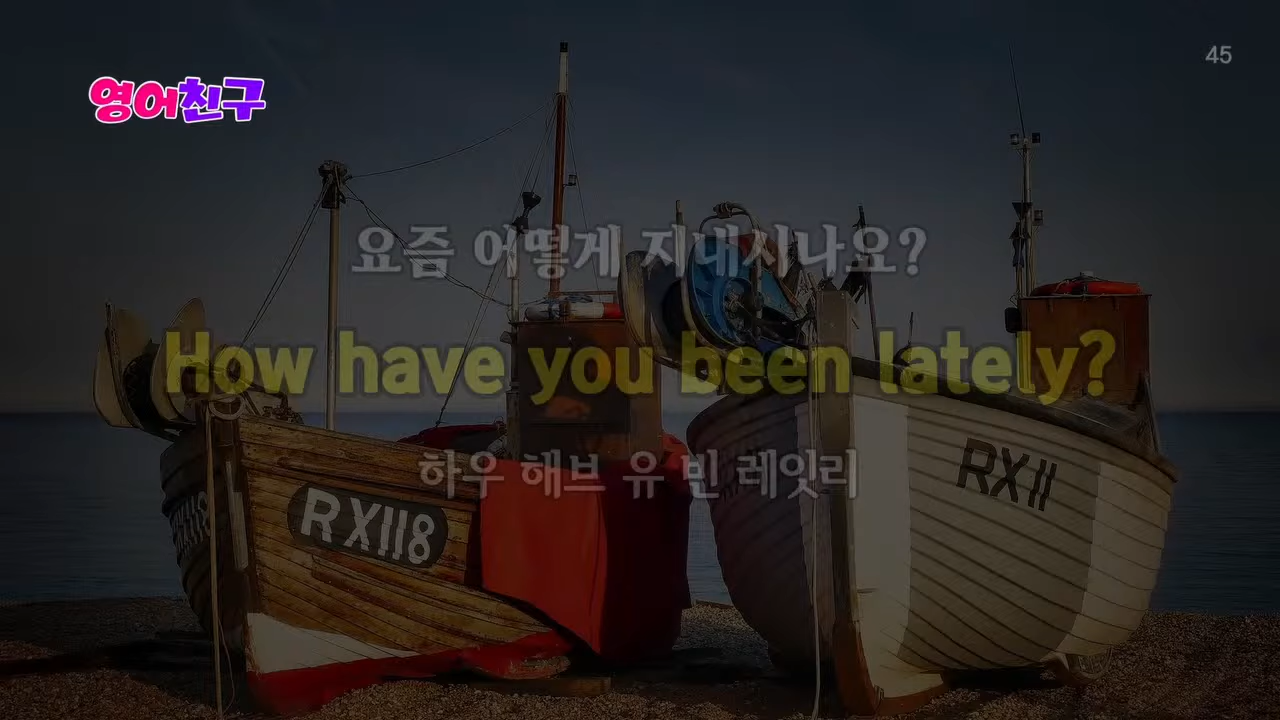 45
영어친구
요즘 어떻게 지내시나요?
How have you been lately?
하우 해브 유 빈 레잇리
RX118
RX11